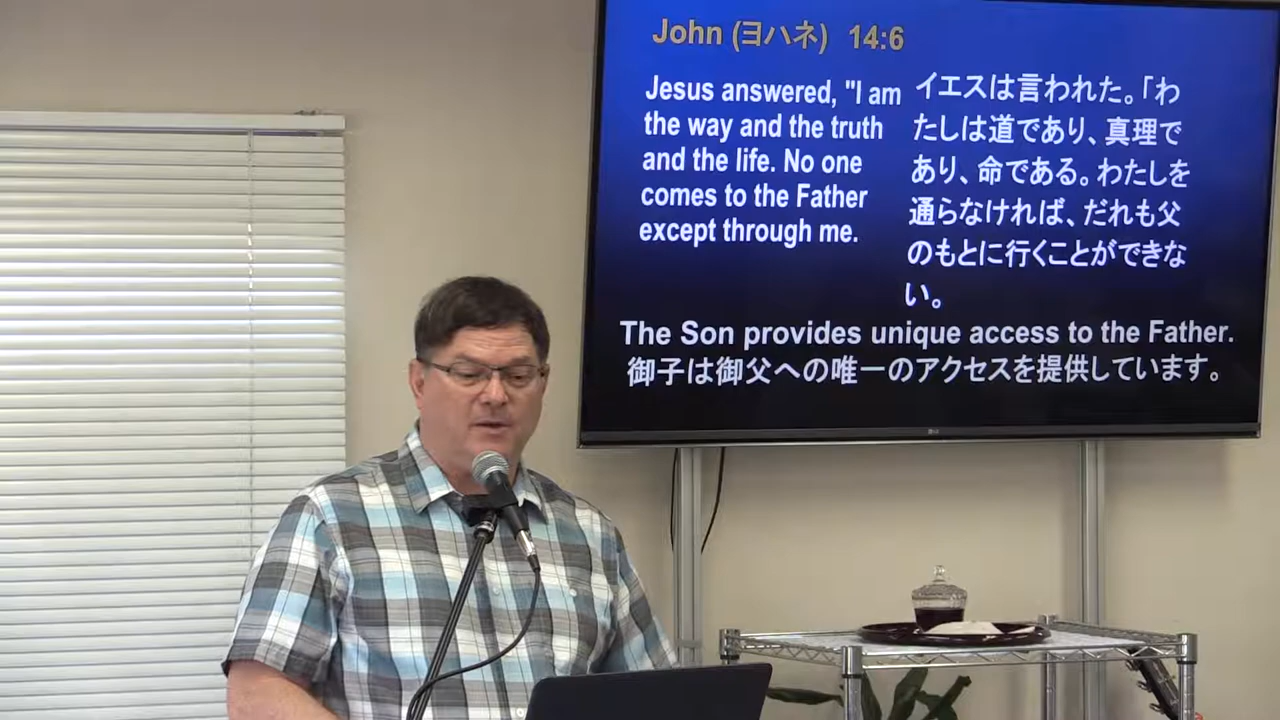 John (ヨハネ) 14:6
Jesus answered, "I am
the way and the truth
and the life. No one
comes to the Father
except through me.
イエスは言われた。「わ
たしは道であり、真理で
あり、命である。わたしを
通らなければ、だれも父
のもとに行くことができな
い。
The Son provides unique access to the Father.
御子は御父への唯一のアクセスを提供しています。
LG